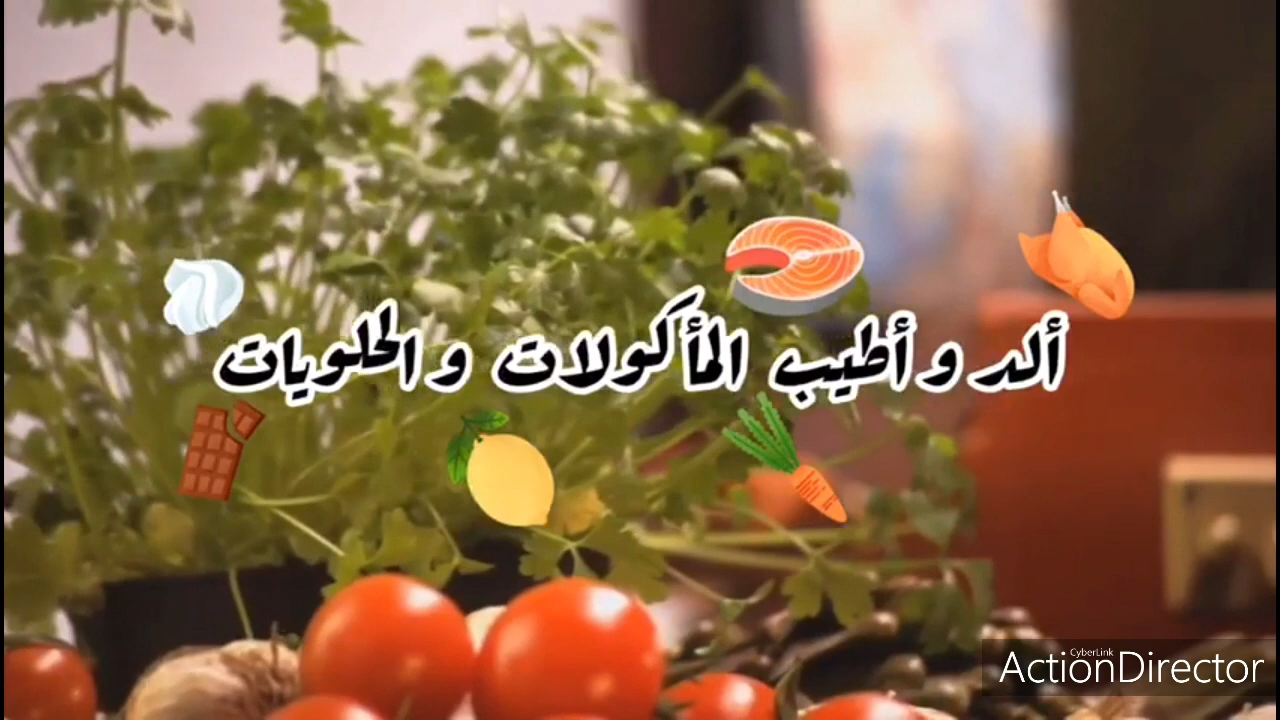 ألد و أطيب المأكولات و الحلويات
CyberLink
ActionDirector